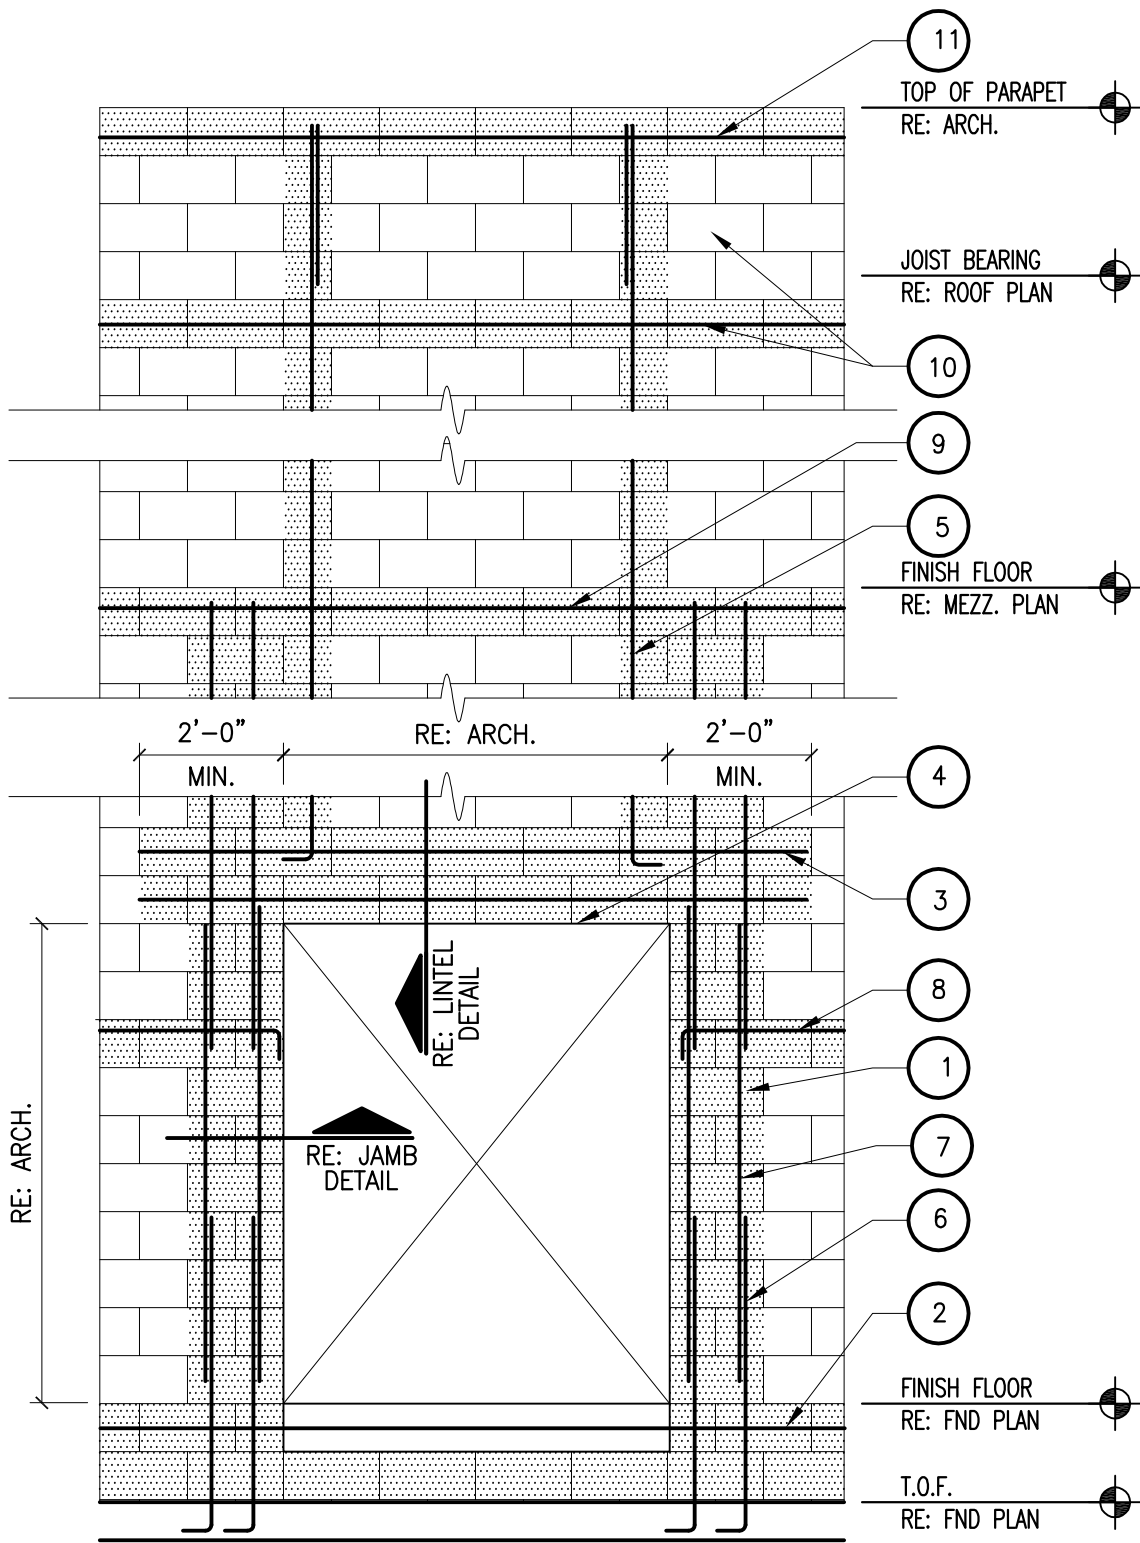 11
TOP OF PARAPET
RE: ARCH.
JOIST BEARING
RE: ROOF PLAN
10
9
5
FINISH FLOOR
RE: MEZZ. PLAN
2'-0"
MIN.
RE: ARCH.
2'-0"
MIN.
4
3
RE: LINTEL
DETAIL
8
1
RE: ARCH.
RE: JAMB
DETAIL
7
6
2
FINISH FLOOR
RE: FND PLAN
T.O.F.
RE: FND PLAN